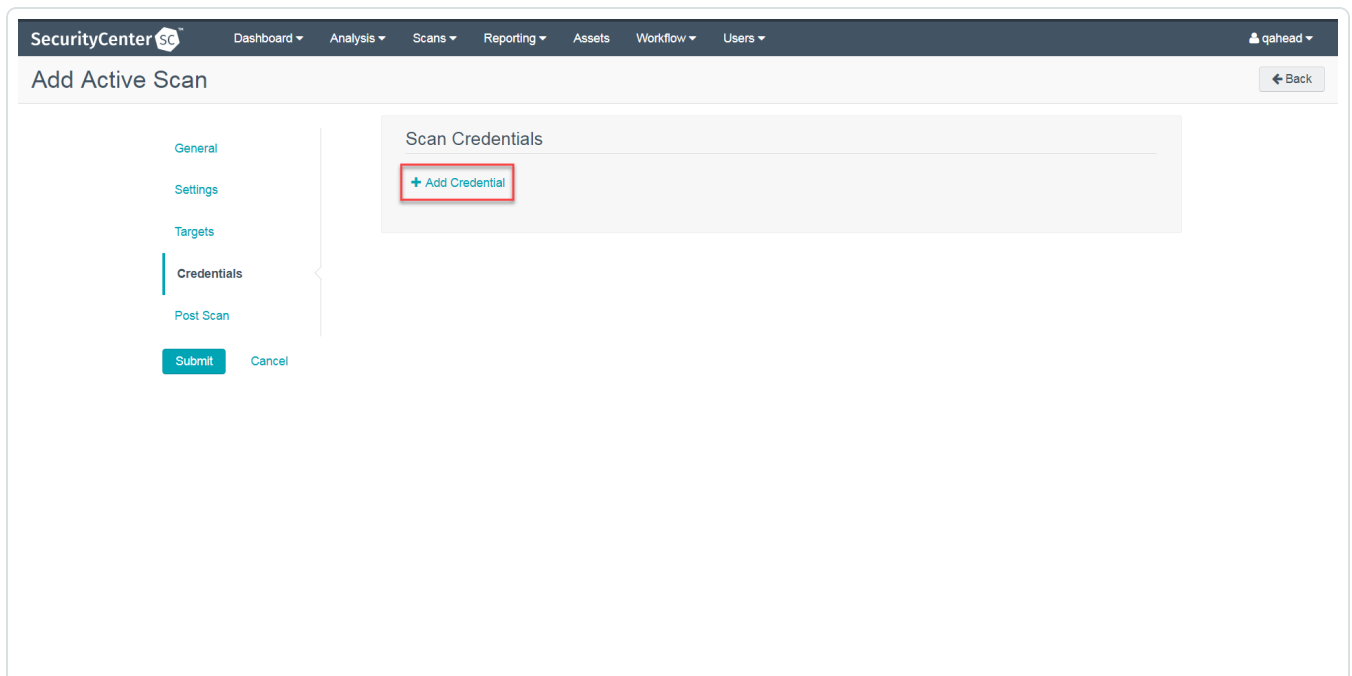 SecurityCenter SC Dashboard Analysis Scans Reporting Assets Workflow Users qahead
Add Active Scan Back
Scan Credentials
General
Add Credential
Settings
Targets
Credentials
Post Scan
Submit Cancel